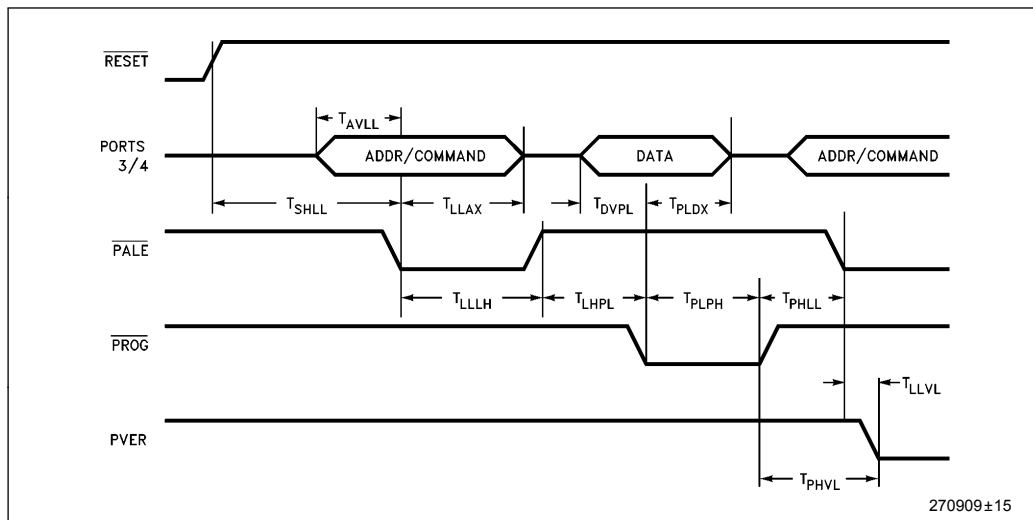 RESET
T_AVLL
PORTS 3/4
ADDR/COMMAND
DATA
ADDR/COMMAND
T_SHLL
T_LLAX
T_DVPL
T_PLDX
PALE
T_LLLH
T_LHPL
T_PLPH
T_PHLL
PROG
T_LLVL
PVER
T_PHVL
270909±15